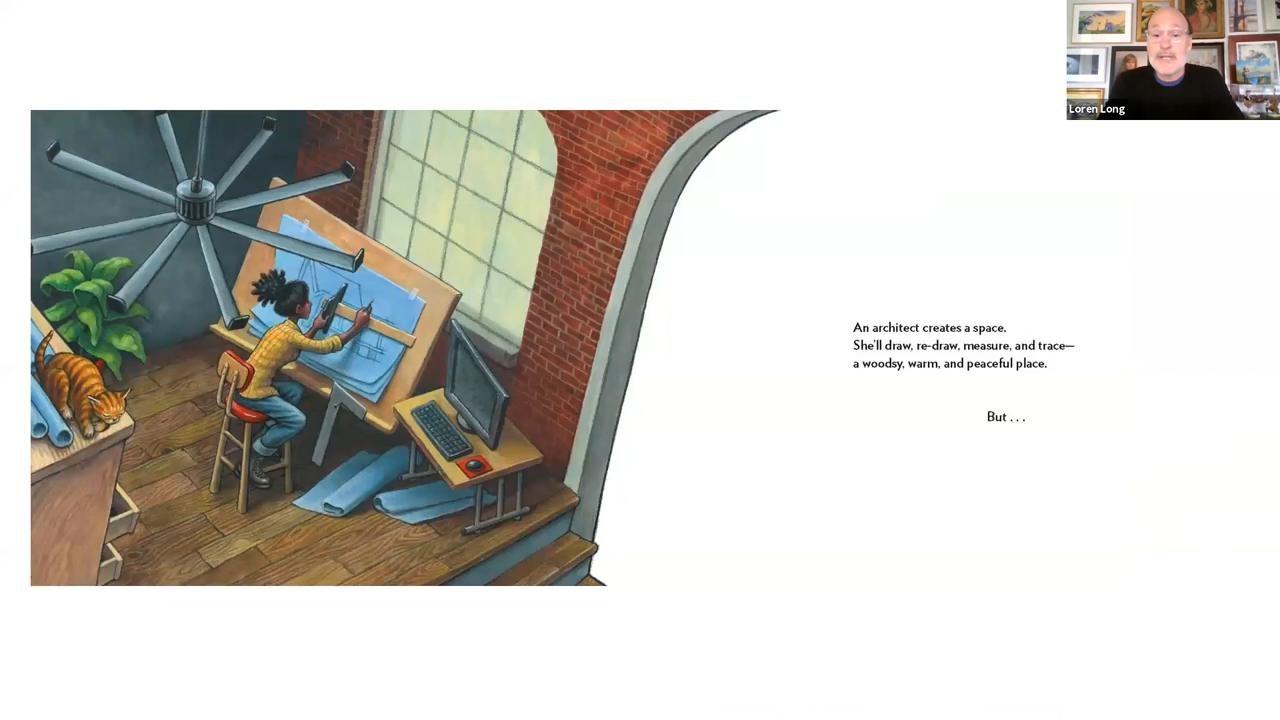 Loren Long
An architect creates a space.
She'll draw, re-draw, measure, and trace—
a woodsy, warm, and peaceful place.
But . . .